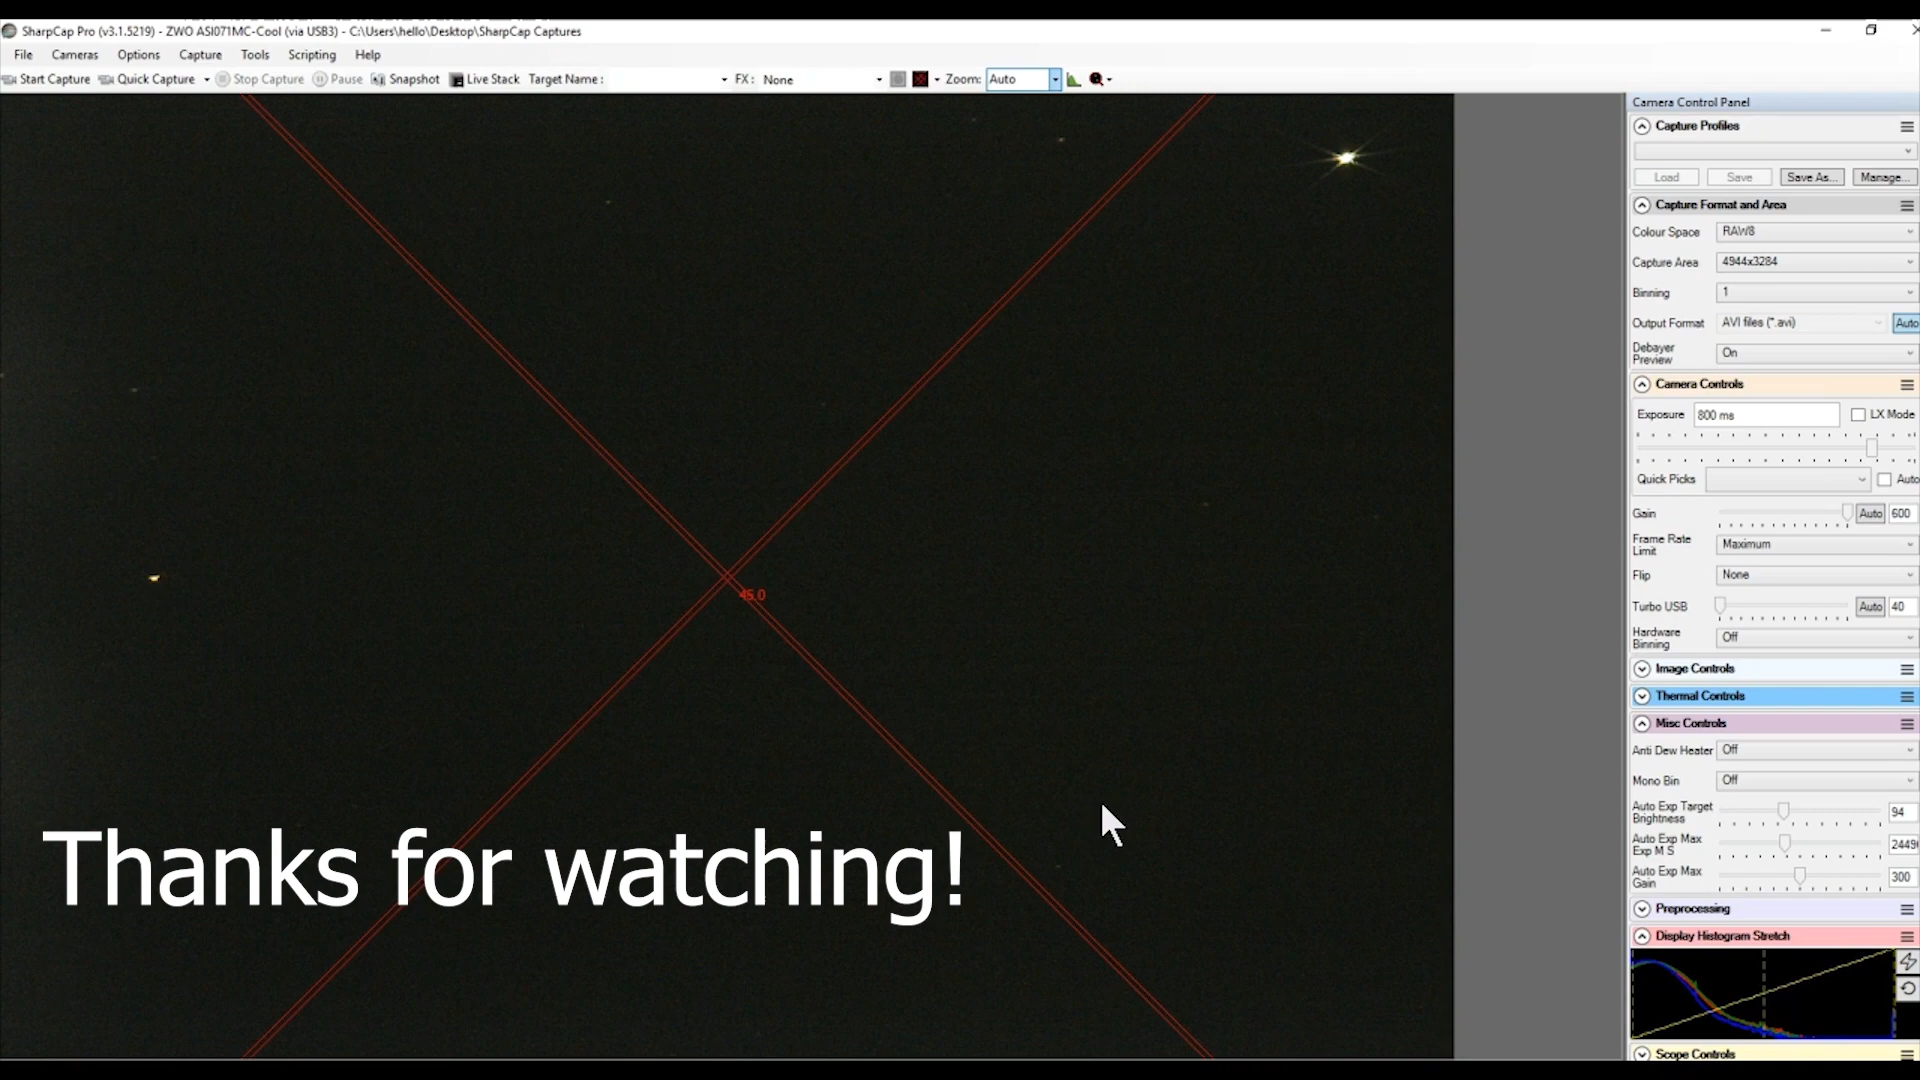 SharpCap Pro (v3.1.5219) - ZWO ASI071MC-Cool (via USB3) - C:\Users\hello\Desktop\SharpCap Captures
File Cameras Options Capture Tools Scripting Help
Start Capture Quick Capture Stop Capture Pause Snapshot Live Stack Target Name : FX : None Zoom: Auto
Camera Control Panel
Capture Profiles
Load Save Save As... Manage...
Capture Format and Area
Colour Space RAW8
Capture Area 4944x3284
Binning 1
Output Format AVI files (*.avi) Auto
Debayer
Preview On
Camera Controls
Exposure 800 ms LX Mode
Quick Picks Auto
Gain Auto 600
Frame Rate
Limit Maximum
Flip None
Turbo USB Auto 40
Hardware
Binning Off
Image Controls
Thermal Controls
Misc Controls
Anti Dew Heater Off
Mono Bin Off
Auto Exp Target
Brightness 94
Auto Exp Max
Exp M S 2449
Auto Exp Max
Gain 300
Preprocessing
Display Histogram Stretch
Scope Controls
45.0
Thanks for watching!